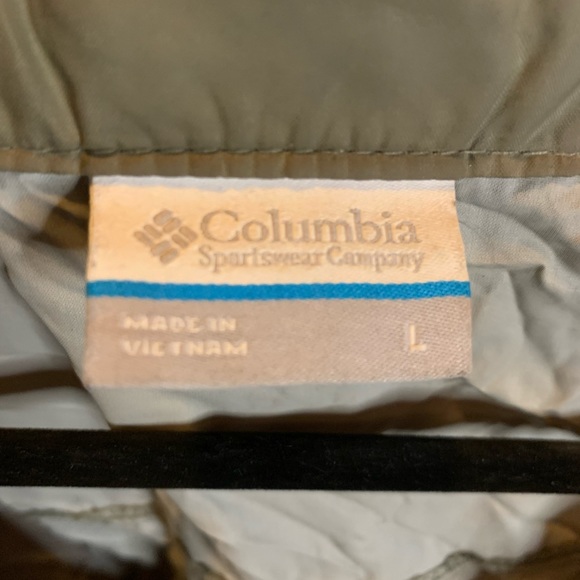 Columbia
Sportswear Company
MADE IN
VIETNAM
L